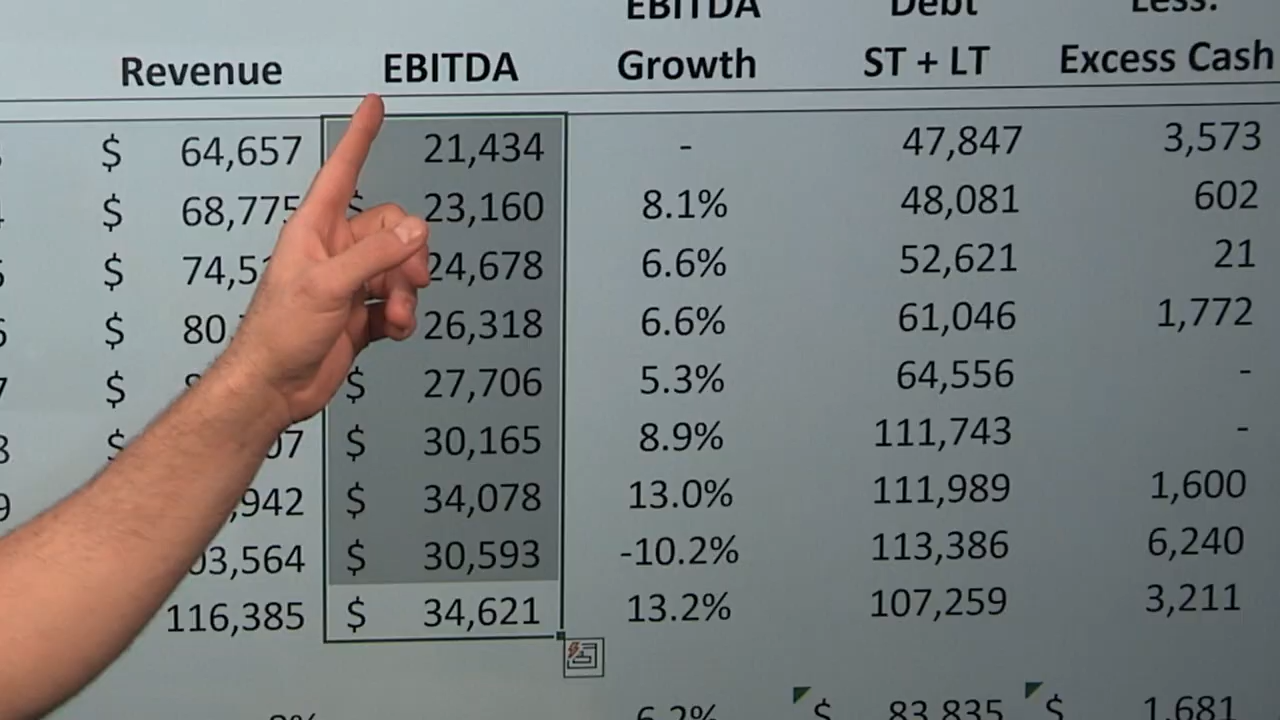 EBITDA Debt Less:
Revenue EBITDA Growth ST + LT Excess Cash
$ 64,657 21,434 - 47,847 3,573
$ 68,775 $ 23,160 8.1% 48,081 602
$ 74,5 24,678 6.6% 52,621 21
$ 80, 26,318 6.6% 61,046 1,772
$ $ 27,706 5.3% 64,556 -
$ 07 $ 30,165 8.9% 111,743 -
9 ,942 $ 34,078 13.0% 111,989 1,600
03,564 $ 30,593 -10.2% 113,386 6,240
116,385 $ 34,621 13.2% 107,259 3,211
6.2% $ 83,835 $ 1,681